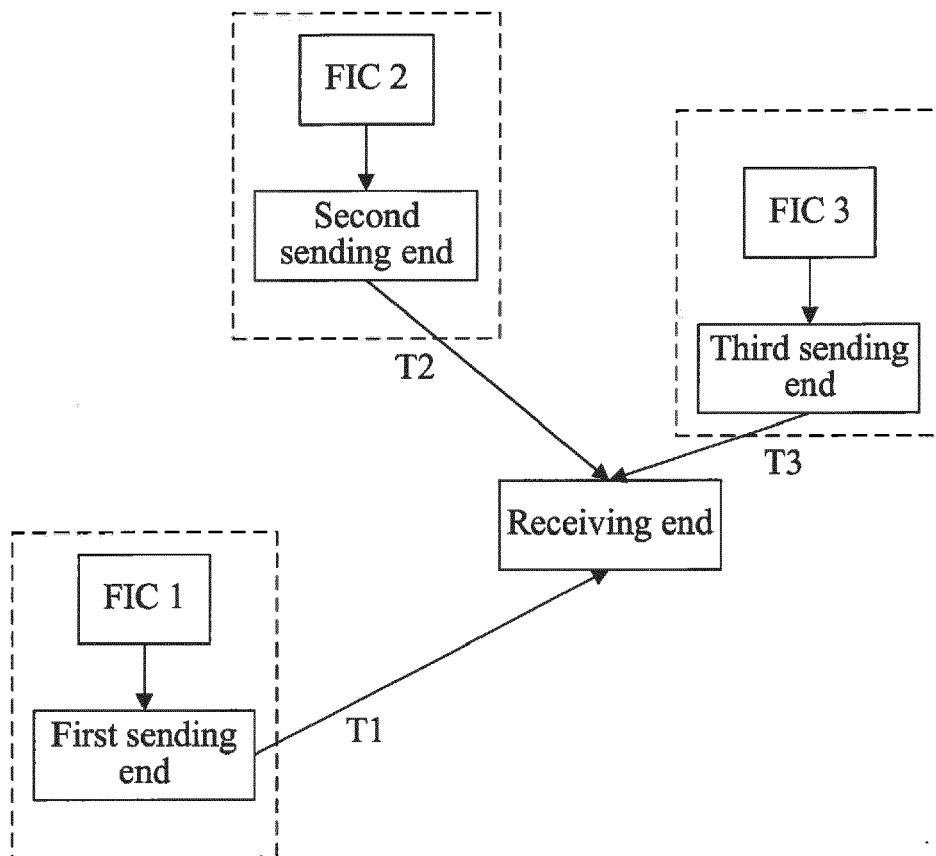 FIC 2
Second
sending end
T2
FIC 3
Third sending
end
T3
Receiving end
FIC 1
First sending
end
T1